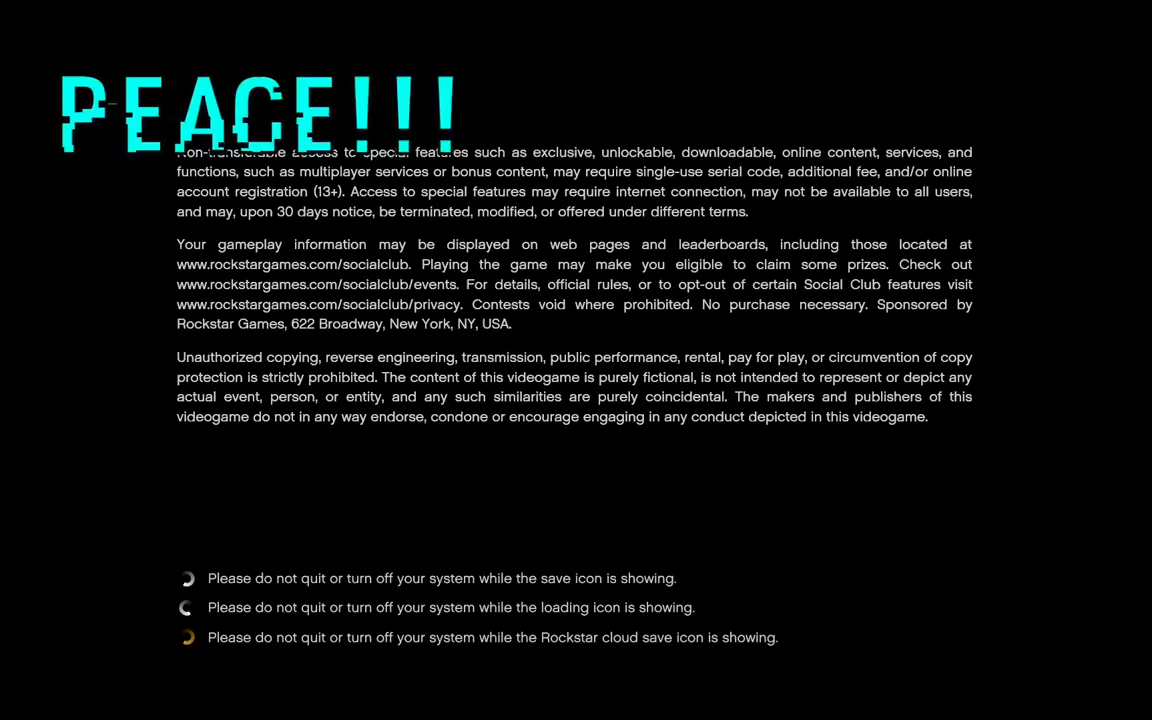 PEACE!!!
Non-transferable access to special features such as exclusive, unlockable, downloadable, online content, services, and
functions, such as multiplayer services or bonus content, may require single-use serial code, additional fee, and/or online
account registration (13+). Access to special features may require internet connection, may not be available to all users,
and may, upon 30 days notice, be terminated, modified, or offered under different terms.
Your gameplay information may be displayed on web pages and leaderboards, including those located at
www.rockstargames.com/socialclub. Playing the game may make you eligible to claim some prizes. Check out
www.rockstargames.com/socialclub/events. For details, official rules, or to opt-out of certain Social Club features visit
www.rockstargames.com/socialclub/privacy. Contests void where prohibited. No purchase necessary. Sponsored by
Rockstar Games, 622 Broadway, New York, NY, USA.
Unauthorized copying, reverse engineering, transmission, public performance, rental, pay for play, or circumvention of copy
protection is strictly prohibited. The content of this videogame is purely fictional, is not intended to represent or depict any
actual event, person, or entity, and any such similarities are purely coincidental. The makers and publishers of this
videogame do not in any way endorse, condone or encourage engaging in any conduct depicted in this videogame.
Please do not quit or turn off your system while the save icon is showing.
Please do not quit or turn off your system while the loading icon is showing.
Please do not quit or turn off your system while the Rockstar cloud save icon is showing.